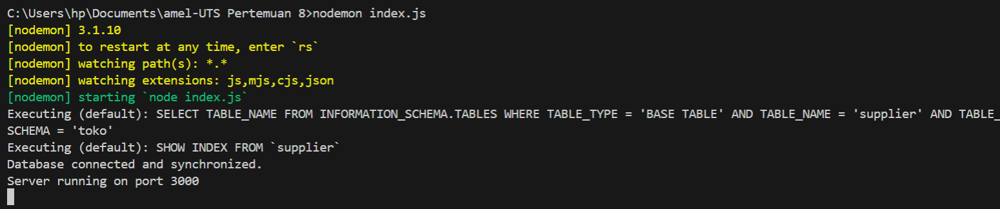 C:\Users\hp\Documents\amel-UTS Pertemuan 8>nodemon index.js
[nodemon] 3.1.10
[nodemon] to restart at any time, enter `rs`
[nodemon] watching path(s): *.*
[nodemon] watching extensions: js,mjs,cjs,json
[nodemon] starting `node index.js`
Executing (default): SELECT TABLE_NAME FROM INFORMATION_SCHEMA.TABLES WHERE TABLE_TYPE = 'BASE TABLE' AND TABLE_NAME = 'supplier' AND TABLE_
SCHEMA = 'toko'
Executing (default): SHOW INDEX FROM `supplier`
Database connected and synchronized.
Server running on port 3000